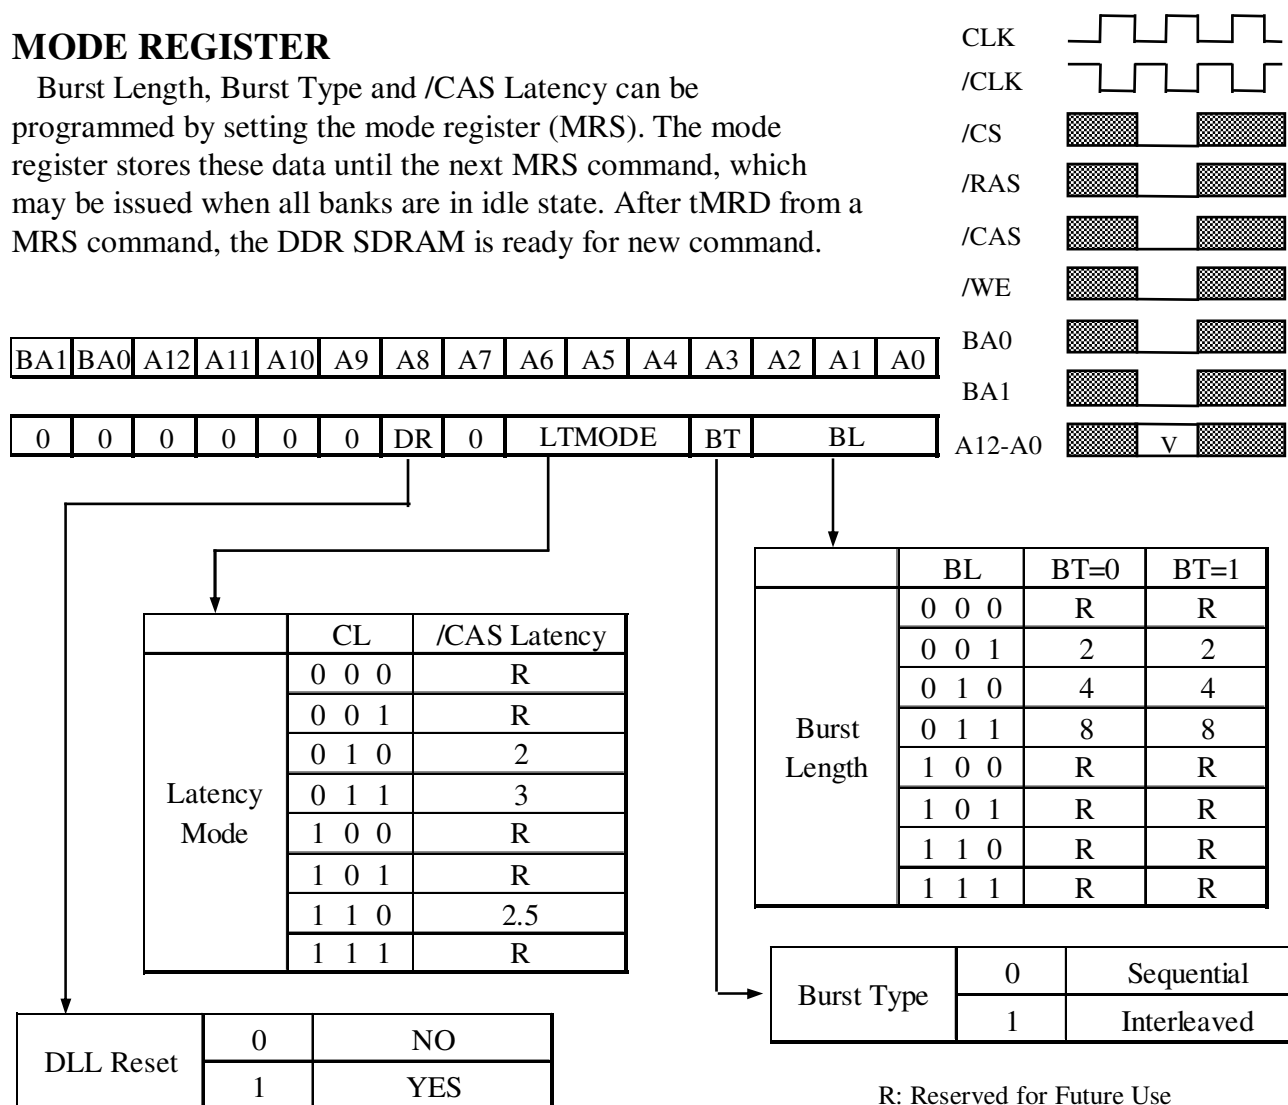 MODE REGISTER
Burst Length, Burst Type and /CAS Latency can be
programmed by setting the mode register (MRS). The mode
register stores these data until the next MRS command, which
may be issued when all banks are in idle state. After tMRD from a
MRS command, the DDR SDRAM is ready for new command.
CLK
/CLK
/CS
/RAS
/CAS
/WE
BA0
BA1
A12-A0 V
BA1 BA0 A12 A11 A10 A9 A8 A7 A6 A5 A4 A3 A2 A1 A0
0 0 0 0 0 0 DR 0 LTMODE BT BL
CL /CAS Latency
Latency Mode
0 0 0 R
0 0 1 R
0 1 0 2
0 1 1 3
1 0 0 R
1 0 1 R
1 1 0 2.5
1 1 1 R
BL BT=0 BT=1
Burst Length
0 0 0 R R
0 0 1 2 2
0 1 0 4 4
0 1 1 8 8
1 0 0 R R
1 0 1 R R
1 1 0 R R
1 1 1 R R
Burst Type
0 Sequential
1 Interleaved
DLL Reset
0 NO
1 YES
R: Reserved for Future Use